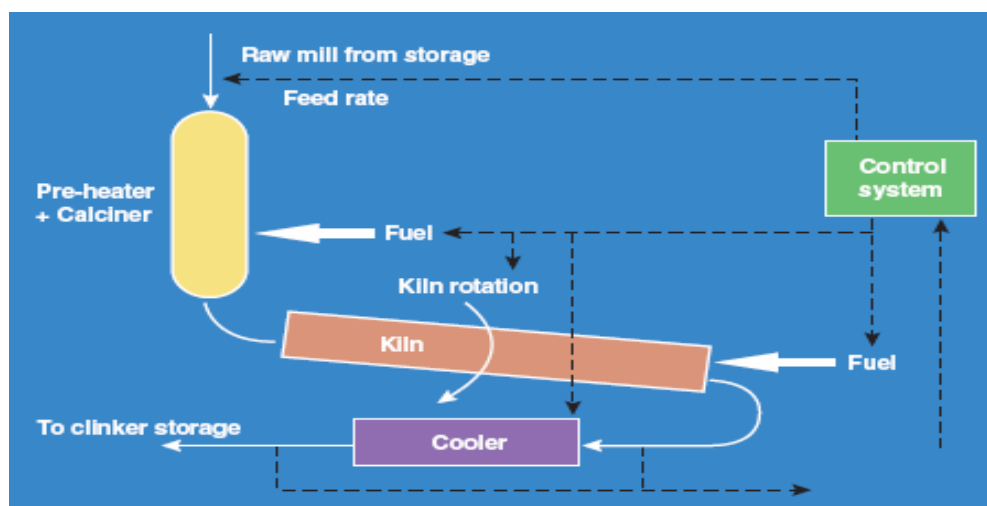 Raw mill from storage
Feed rate
Control
system
Pre-heater
+ Calciner
Fuel
Kiln rotation
Kiln
Fuel
To clinker storage
Cooler